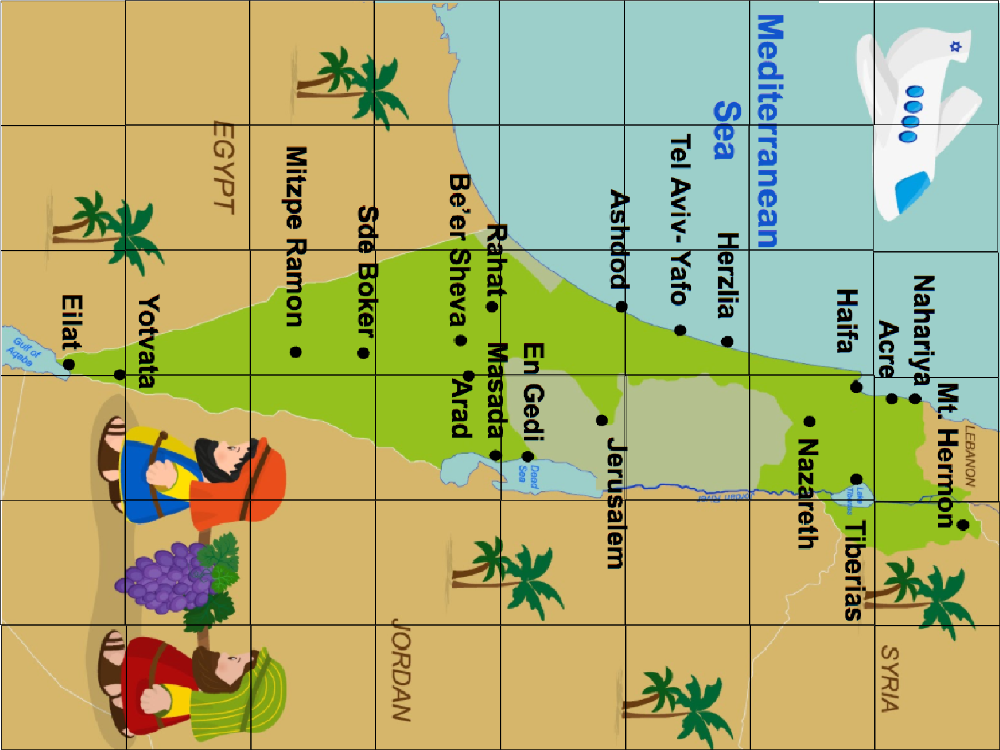 Mediterranean
Sea
LEBANON
Mt. Hermon
Nahariya
Acre
Haifa
SYRIA
Lake
Tiberias
Tiberias
Nazareth
Herzlia
Tel Aviv- Yafo
Jordan River
Ashdod
Jerusalem
En Gedi
Dead
Sea
Rahat
Masada
Be'er Sheva
Arad
JORDAN
Sde Boker
Mitzpe Ramon
EGYPT
Yotvata
Eilat
Gulf of
Aqaba